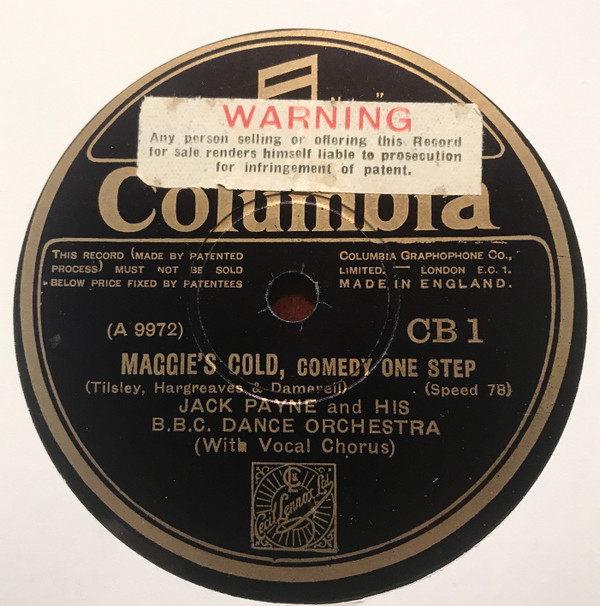 WARNING
Any person selling or offering this Record
for sale renders himself liable to prosecution
for infringement of patent.
Columbia
THIS RECORD (MADE BY PATENTED
PROCESS) MUST NOT BE SOLD
BELOW PRICE FIXED BY PATENTEES
COLUMBIA GRAPHOPHONE CO.,
LIMITED. — LONDON E.C.1.
MADE IN ENGLAND.
(A 9972)
CB 1
MAGGIE'S COLD, COMEDY ONE STEP
(Tilsley, Hargreaves & Damerell)
(Speed 78)
JACK PAYNE and HIS
B.B.C. DANCE ORCHESTRA
(With Vocal Chorus)
Cecil Lennox Ltd